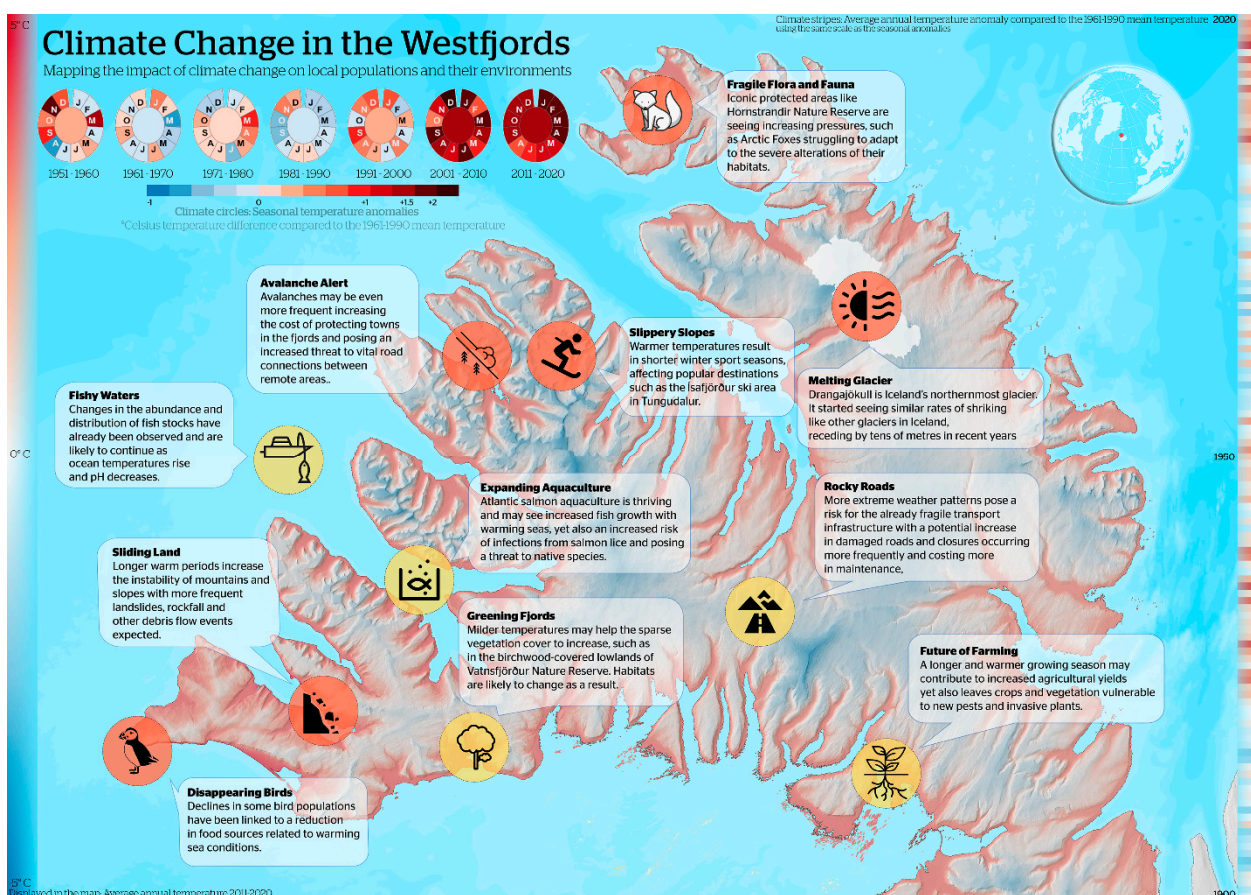 5° C
Climate stripes: Average annual temperature anomaly compared to the 1961-1990 mean temperature 2020
using the same scale as the seasonal anomalies
Climate Change in the Westfjords
Mapping the impact of climate change on local populations and their environments
J F M A M J J A S O N D
J F M A M J J A S O N D
J F M A M J J A S O N D
J F M A M J J A S O N D
J F M A M J J A S O N D
J F M A M J J A S O N D
J F M A M J J A S O N D
1951-1960 1961-1970 1971-1980 1981-1990 1991-2000 2001-2010 2011-2020
-1 0 +1 +1.5 +2
Climate circles: Seasonal temperature anomalies
°Celsius temperature difference compared to the 1961-1990 mean temperature
Fragile Flora and Fauna
Iconic protected areas like
Hornstrandir Nature Reserve are
seeing increasing pressures, such
as Arctic Foxes struggling to adapt
to the severe alterations of their
habitats.
Avalanche Alert
Avalanches may be even
more frequent increasing
the cost of protecting towns
in the fjords and posing an
increased threat to vital road
connections between
remote areas..
Slippery Slopes
Warmer temperatures result
in shorter winter sport seasons,
affecting popular destinations
such as the Ísafjörður ski area
in Tungudalur.
Melting Glacier
Drangajökull is Iceland's northernmost glacier.
It started seeing similar rates of shriking
like other glaciers in Iceland,
receding by tens of metres in recent years
Fishy Waters
Changes in the abundance and
distribution of fish stocks have
already been observed and are
likely to continue as
ocean temperatures rise
and pH decreases.
0° C
1950
Expanding Aquaculture
Atlantic salmon aquaculture is thriving
and may see increased fish growth with
warming seas, yet also an increased risk
of infections from salmon lice and posing
a threat to native species.
Rocky Roads
More extreme weather patterns pose a
risk for the already fragile transport
infrastructure with a potential increase
in damaged roads and closures occurring
more frequently and costing more
in maintenance,
Sliding Land
Longer warm periods increase
the instability of mountains and
slopes with more frequent
landslides, rockfall and
other debris flow events
expected.
Greening Fjords
Milder temperatures may help the sparse
vegetation cover to increase, such as
in the birchwood-covered lowlands of
Vatnsfjörður Nature Reserve. Habitats
are likely to change as a result.
Future of Farming
A longer and warmer growing season may
contribute to increased agricultural yields
yet also leaves crops and vegetation vulnerable
to new pests and invasive plants.
Disappearing Birds
Declines in some bird populations
have been linked to a reduction
in food sources related to warming
sea conditions.
5° C
Displayed in the map: Average annual temperature 2011-2020
1900